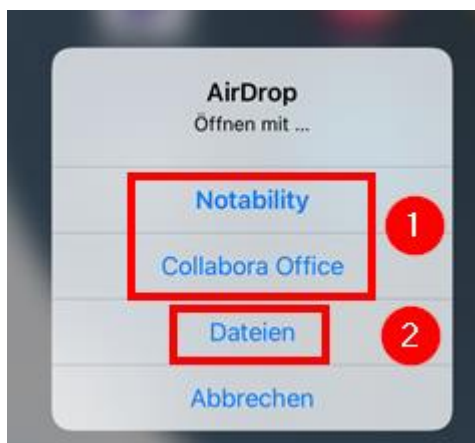 AirDrop
Öffnen mit ...
Notability
1
Collabora Office
Dateien
2
Abbrechen